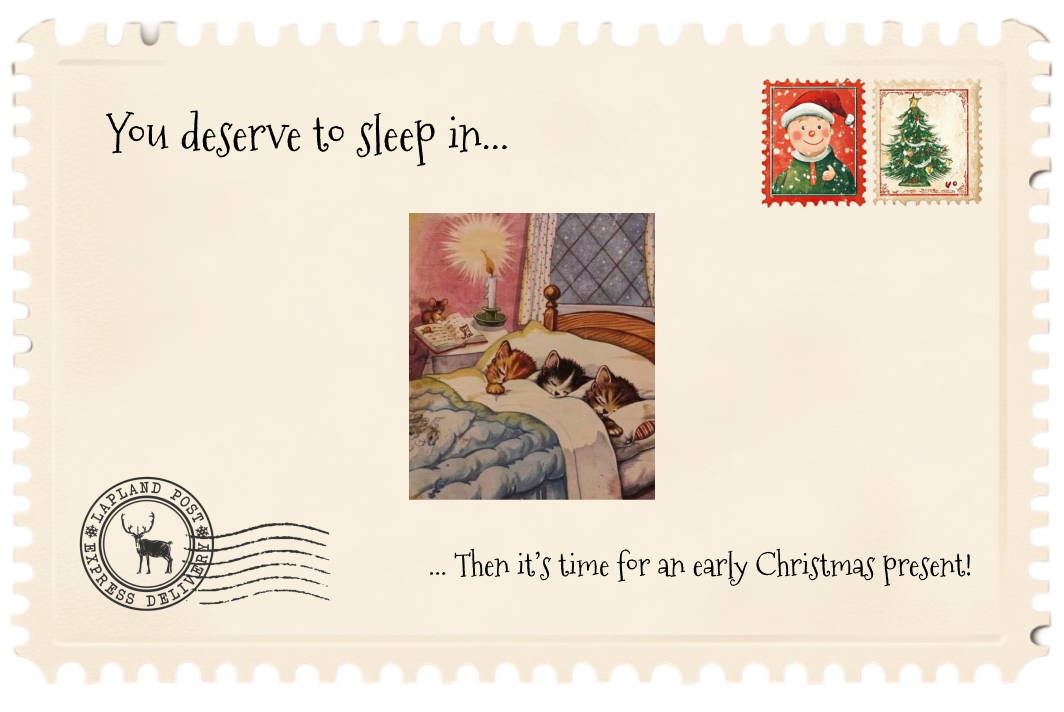 You deserve to sleep in...
LAPLAND POST
EXPRESS DELIVERY
... Then it's time for an early Christmas present!